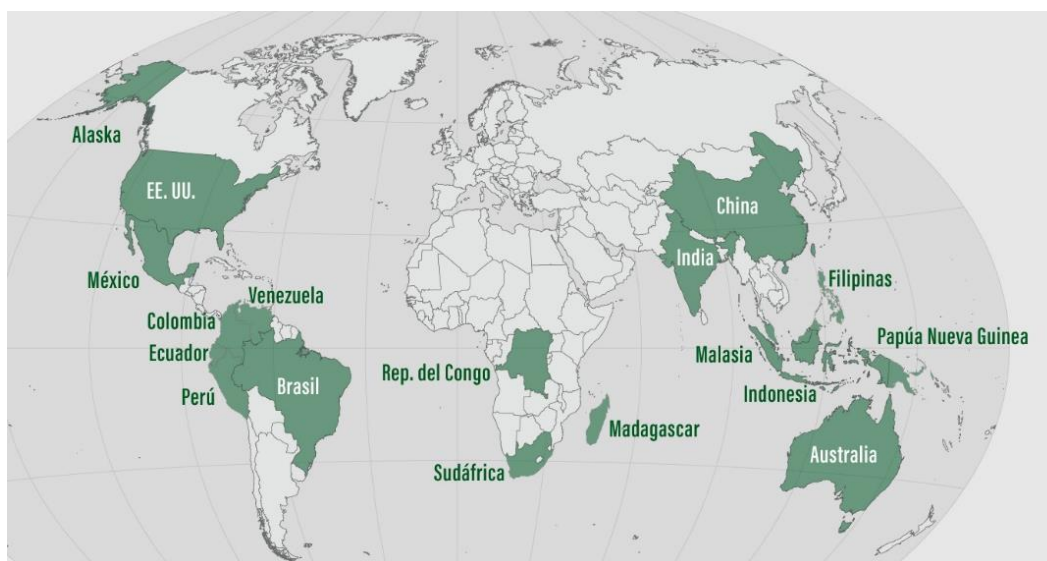 Alaska
EE. UU.
México
Venezuela
Colombia
Ecuador
Perú
Brasil
Rep. del Congo
Sudáfrica
Madagascar
China
India
Filipinas
Malasia
Indonesia
Papúa Nueva Guinea
Australia